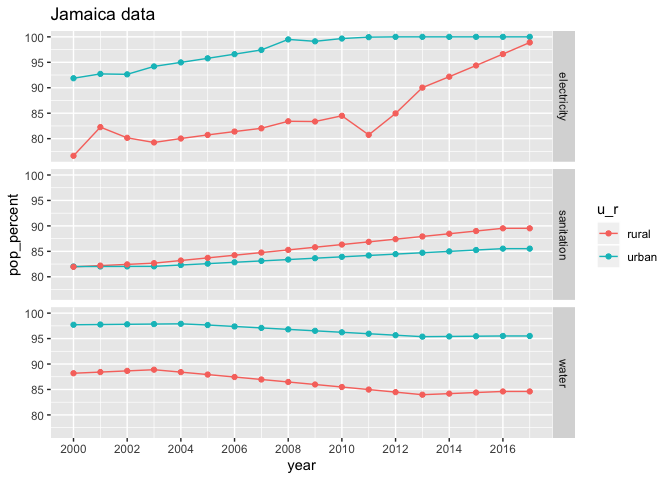 Jamaica data
100
95
90
85
80
electricity
100
95
90
85
80
sanitation
100
95
90
85
80
water
pop_percent
2000 2002 2004 2006 2008 2010 2012 2014 2016
year
u_r
rural
urban